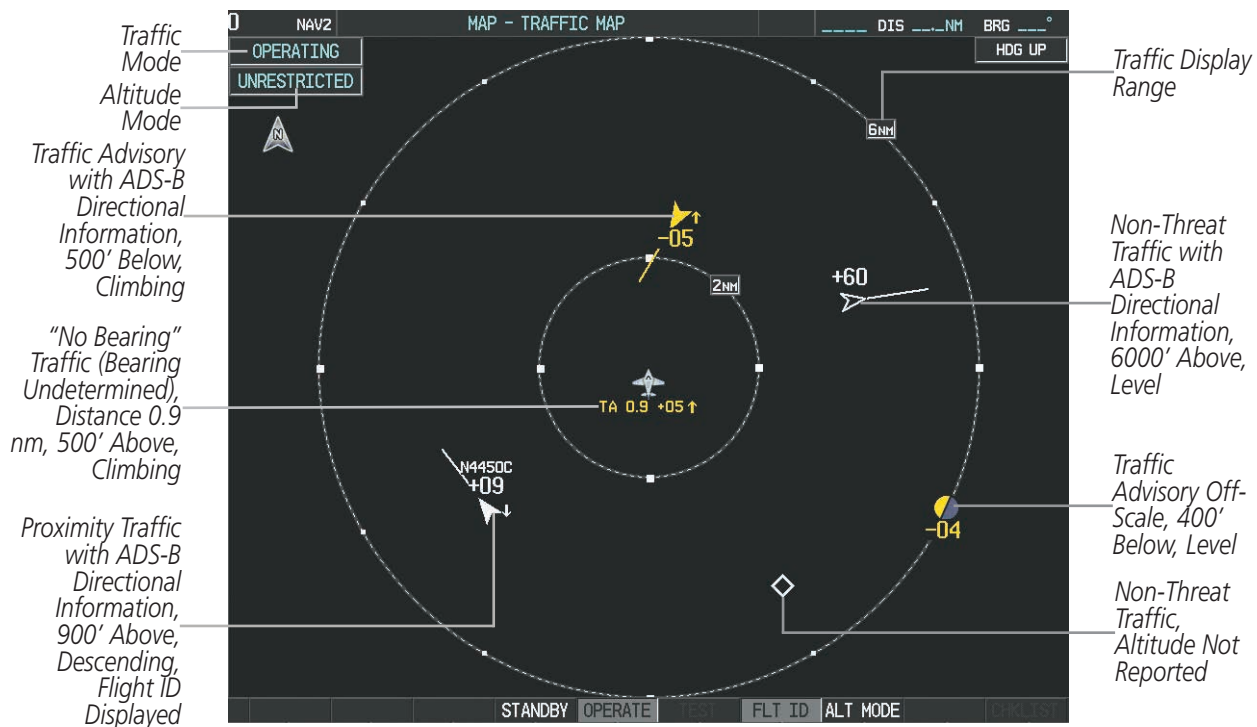 NAV2
MAP - TRAFFIC MAP
____ DIS __._NM
BRG ___°
OPERATING
UNRESTRICTED
HDG UP
N
6NM
-05
2NM
+60
TA 0.9 +05↑
N4450C
+09
-04
STANDBY
OPERATE
TEST
FLT ID
ALT MODE
CHKLIST
Traffic
Mode
Altitude
Mode
Traffic Advisory
with ADS-B
Directional
Information,
500′ Below,
Climbing
“No Bearing”
Traffic (Bearing
Undetermined),
Distance 0.9
nm, 500′ Above,
Climbing
Proximity Traffic
with ADS-B
Directional
Information,
900′ Above,
Descending,
Flight ID
Displayed
Traffic Display
Range
Non-Threat
Traffic with
ADS-B
Directional
Information,
6000′ Above,
Level
Traffic
Advisory Off-
Scale, 400′
Below, Level
Non-Threat
Traffic,
Altitude Not
Reported